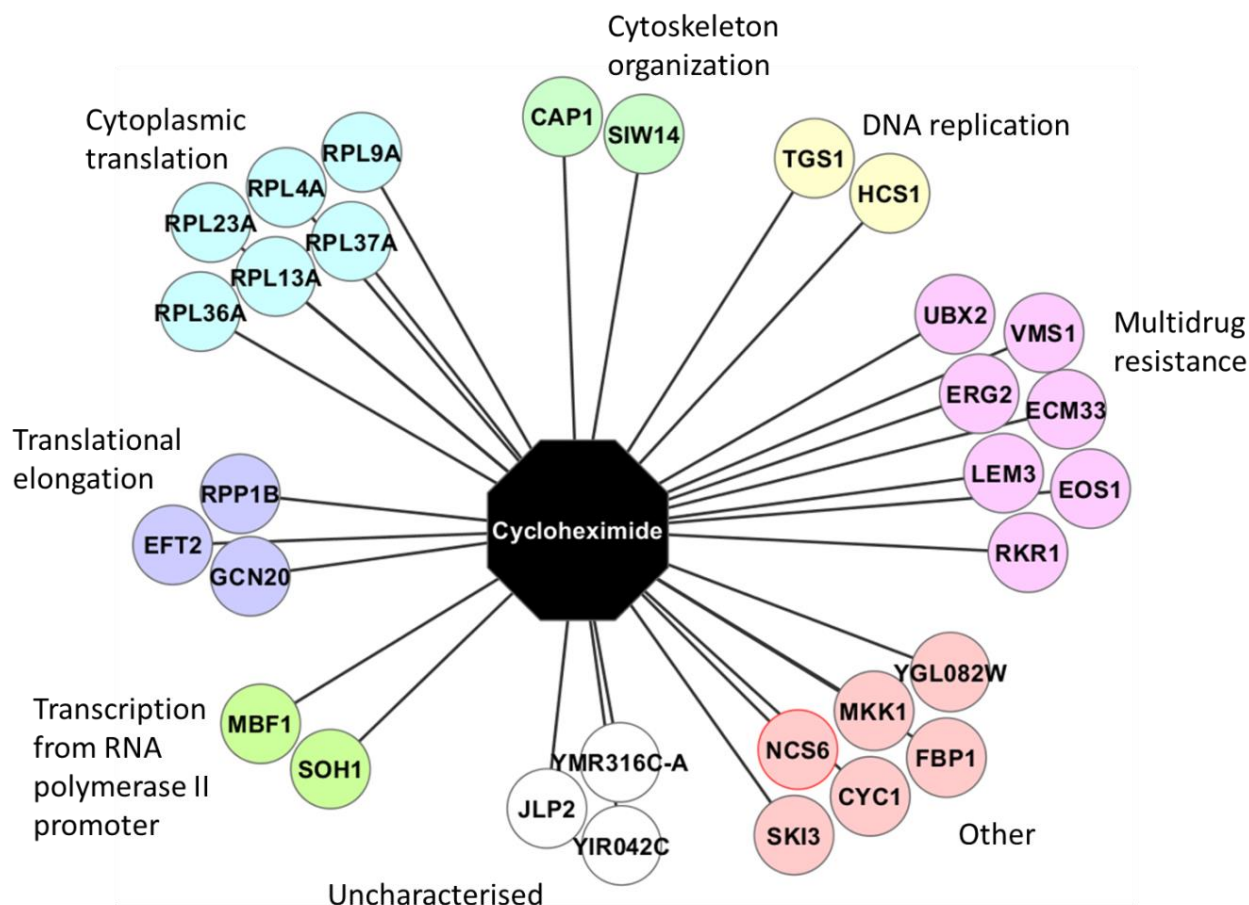 Cytoskeleton
organization
CAP1
SIW14
DNA replication
TGS1
HCS1
Cytoplasmic
translation
RPL9A
RPL4A
RPL23A
RPL37A
RPL13A
RPL36A
Multidrug
resistance
UBX2
VMS1
ERG2
ECM33
LEM3
EOS1
RKR1
Translational
elongation
RPP1B
EFT2
GCN20
Cycloheximide
Transcription
from RNA
polymerase II
promoter
MBF1
SOH1
YMR316C-A
JLP2
YIR042C
Uncharacterised
YGL082W
MKK1
NCS6
FBP1
CYC1
SKI3
Other